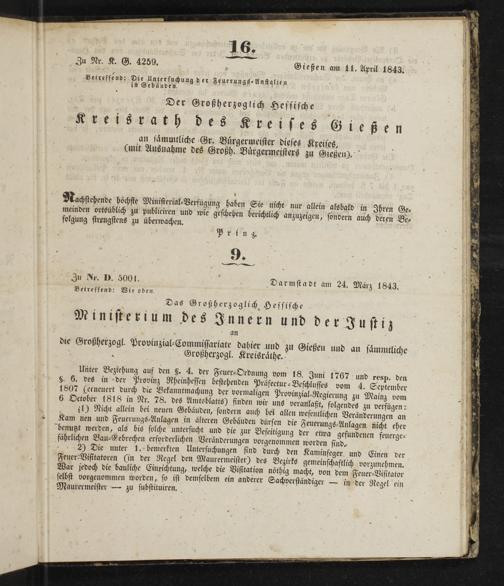 16.
Zu Nr. K. G. 4259.
Gießen am 11. April 1843.
Betreffend: Die Untersuchung der Feuerungs-Anstalten
in Gebäuden.
Der Großherzoglich Hessische
Kreisrath des Kreises Gießen
an sämmtliche Gr. Bürgermeister dieses Kreises,
(mit Ausnahme des Großh. Bürgermeisters zu Gießen).
Nachstehende höchste Ministerial-Verfügung haben Sie nicht nur allein alsbald in Ihren Ge-
meinden ortsüblich zu publiciren und wie geschehen berichtlich anzuzeigen, sondern auch deren Be-
folgung strengstens zu überwachen.
Prinz.
9.
Zu Nr. D. 5001.
Darmstadt am 24. März 1843.
Betreffend: Wie oben
Das Großherzoglich Hessische
Ministerium des Innern und der Justiz
an
die Großherzogl. Provinzial-Commissariate dahier und zu Gießen und an sämmtliche
Großherzogl. Kreisräthe.
Unter Beziehung auf den §. 4. der Feuer-Ordnung vom 18. Juni 1767 und resp. den
§. 6. des in der Provinz Rheinhessen bestehenden Präfectur-Beschlusses vom 4. September
1807 (erneuert durch die Bekanntmachung der vormaligen Provinzial-Regierung zu Mainz vom
6 October 1818 in Nr. 78. des Amtsblatts) finden wir uns veranlaßt, folgendes zu verfügen:
1) Nicht allein bei neuen Gebäuden, sondern auch bei allen wesentlichen Veränderungen an
Kaminen und Feuerungs-Anlagen in älteren Gebäuden dürfen die Feuerungs-Anlagen nicht eher
benutzt werden, als bis solche untersucht und die zur Beseitigung der etwa gefundenen feuerge-
fährlichen Bau-Gebrechen erforderlichen Veränderungen vorgenommen worden sind.
2) Die unter 1. bemerkten Untersuchungen sind durch den Kaminfeger und Einen der
Feuer-Visitatoren (in der Regel den Maurermeister) des Bezirks gemeinschaftlich vorzunehmen.
War jedoch die bauliche Einrichtung, welche die Visitation nöthig macht, von dem Feuer-Visitator
selbst vorgenommen worden, so ist demselben ein anderer Sachverständiger — in der Regel ein
Maurermeister — zu substituiren.